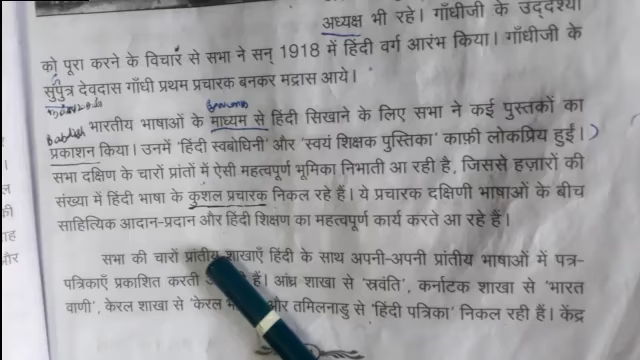 अध्यक्ष भी रहे। गाँधीजी के उद्देश्यों
को पूरा करने के विचार से सभा ने सन् 1918 में हिंदी वर्ग आरंभ किया। गाँधीजी के
सुपुत्र देवदास गाँधी प्रथम प्रचारक बनकर मद्रास आये।
भारतीय भाषाओं के माध्यम से हिंदी सिखाने के लिए सभा ने कई पुस्तकों का
प्रकाशन किया। उनमें 'हिंदी स्वबोधिनी' और 'स्वयं शिक्षक पुस्तिका' काफ़ी लोकप्रिय हुईं।
सभा दक्षिण के चारों प्रांतों में ऐसी महत्वपूर्ण भूमिका निभाती आ रही है, जिससे हज़ारों की
संख्या में हिंदी भाषा के कुशल प्रचारक निकल रहे हैं। ये प्रचारक दक्षिणी भाषाओं के बीच
साहित्यिक आदान-प्रदान और हिंदी शिक्षण का महत्वपूर्ण कार्य करते आ रहे हैं।
सभा की चारों प्रांतीय शाखाएँ हिंदी के साथ अपनी-अपनी प्रांतीय भाषाओं में पत्र-
पत्रिकाएँ प्रकाशित करती हैं। आंध्र शाखा से 'स्रवंति', कर्नाटक शाखा से 'भारत
वाणी', केरल शाखा से 'केरल और तमिलनाडु से 'हिंदी पत्रिका' निकल रही हैं। केंद्र